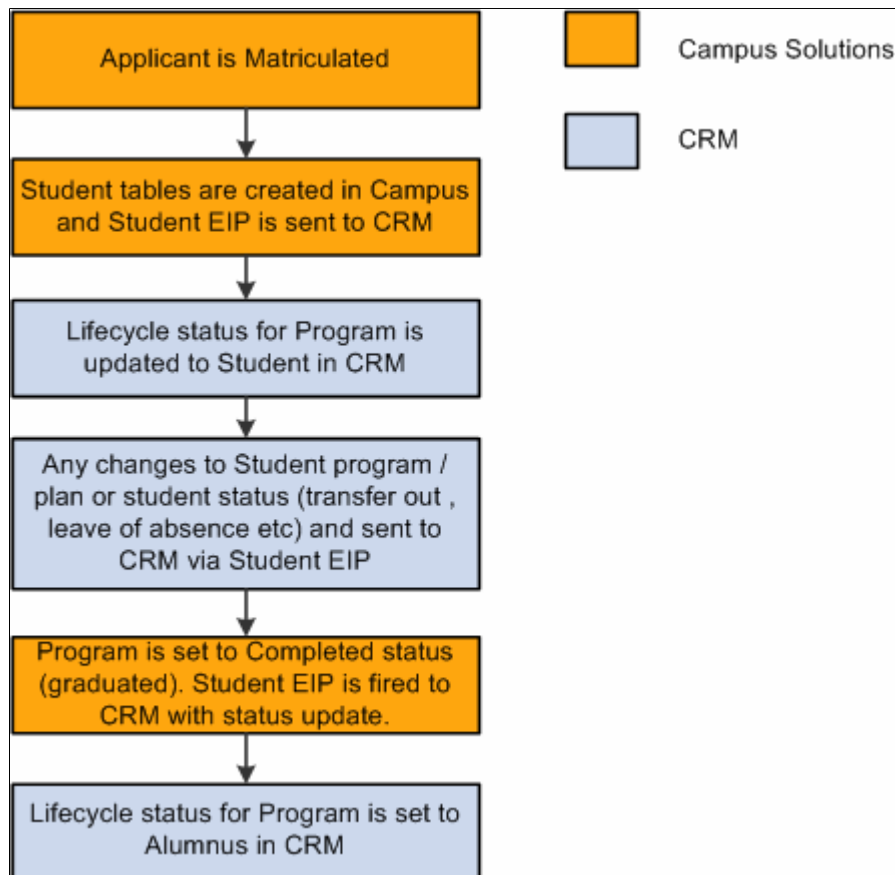 Applicant is Matriculated
Campus Solutions
CRM
Student tables are created in Campus
and Student EIP is sent to CRM
Lifecycle status for Program is
updated to Student in CRM
Any changes to Student program /
plan or student status (transfer out ,
leave of absence etc) and sent to
CRM via Student EIP
Program is set to Completed status
(graduated). Student EIP is fired to
CRM with status update.
Lifecycle status for Program is set to
Alumnus in CRM